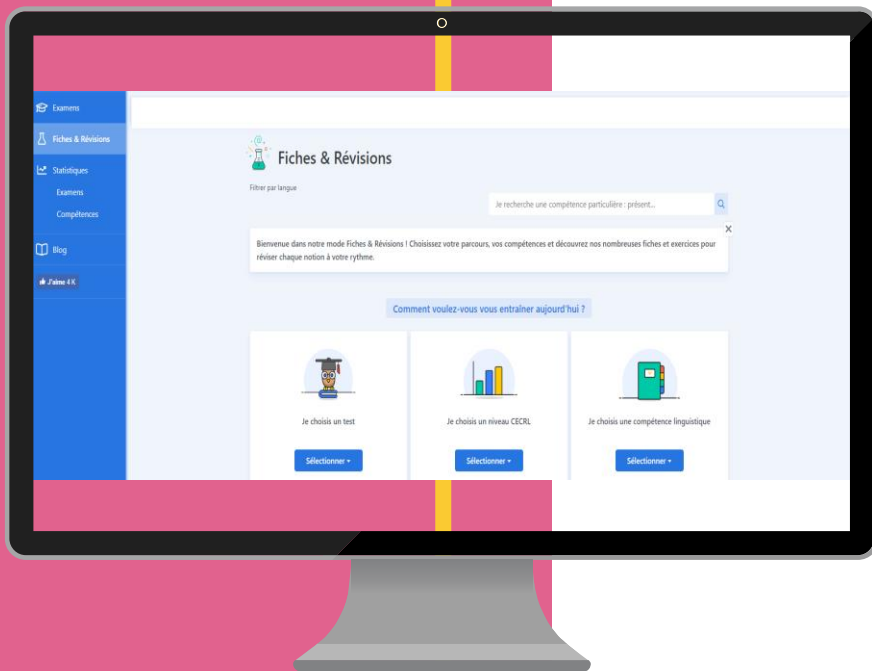 Examens
Fiches & Révisions
Statistiques
Examens
Compétences
Blog
J'aime 4 K
Fiches & Révisions
Filtrer par langue
Je recherche une compétence particulière : présent...
X
Bienvenue dans notre mode Fiches & Révisions ! Choisissez votre parcours, vos compétences et découvrez nos nombreuses fiches et exercices pour
réviser chaque notion à votre rythme.
Comment voulez-vous vous entraîner aujourd'hui ?
Je choisis un test
Sélectionner
Je choisis un niveau CECRL
Sélectionner
Je choisis une compétence linguistique
Sélectionner